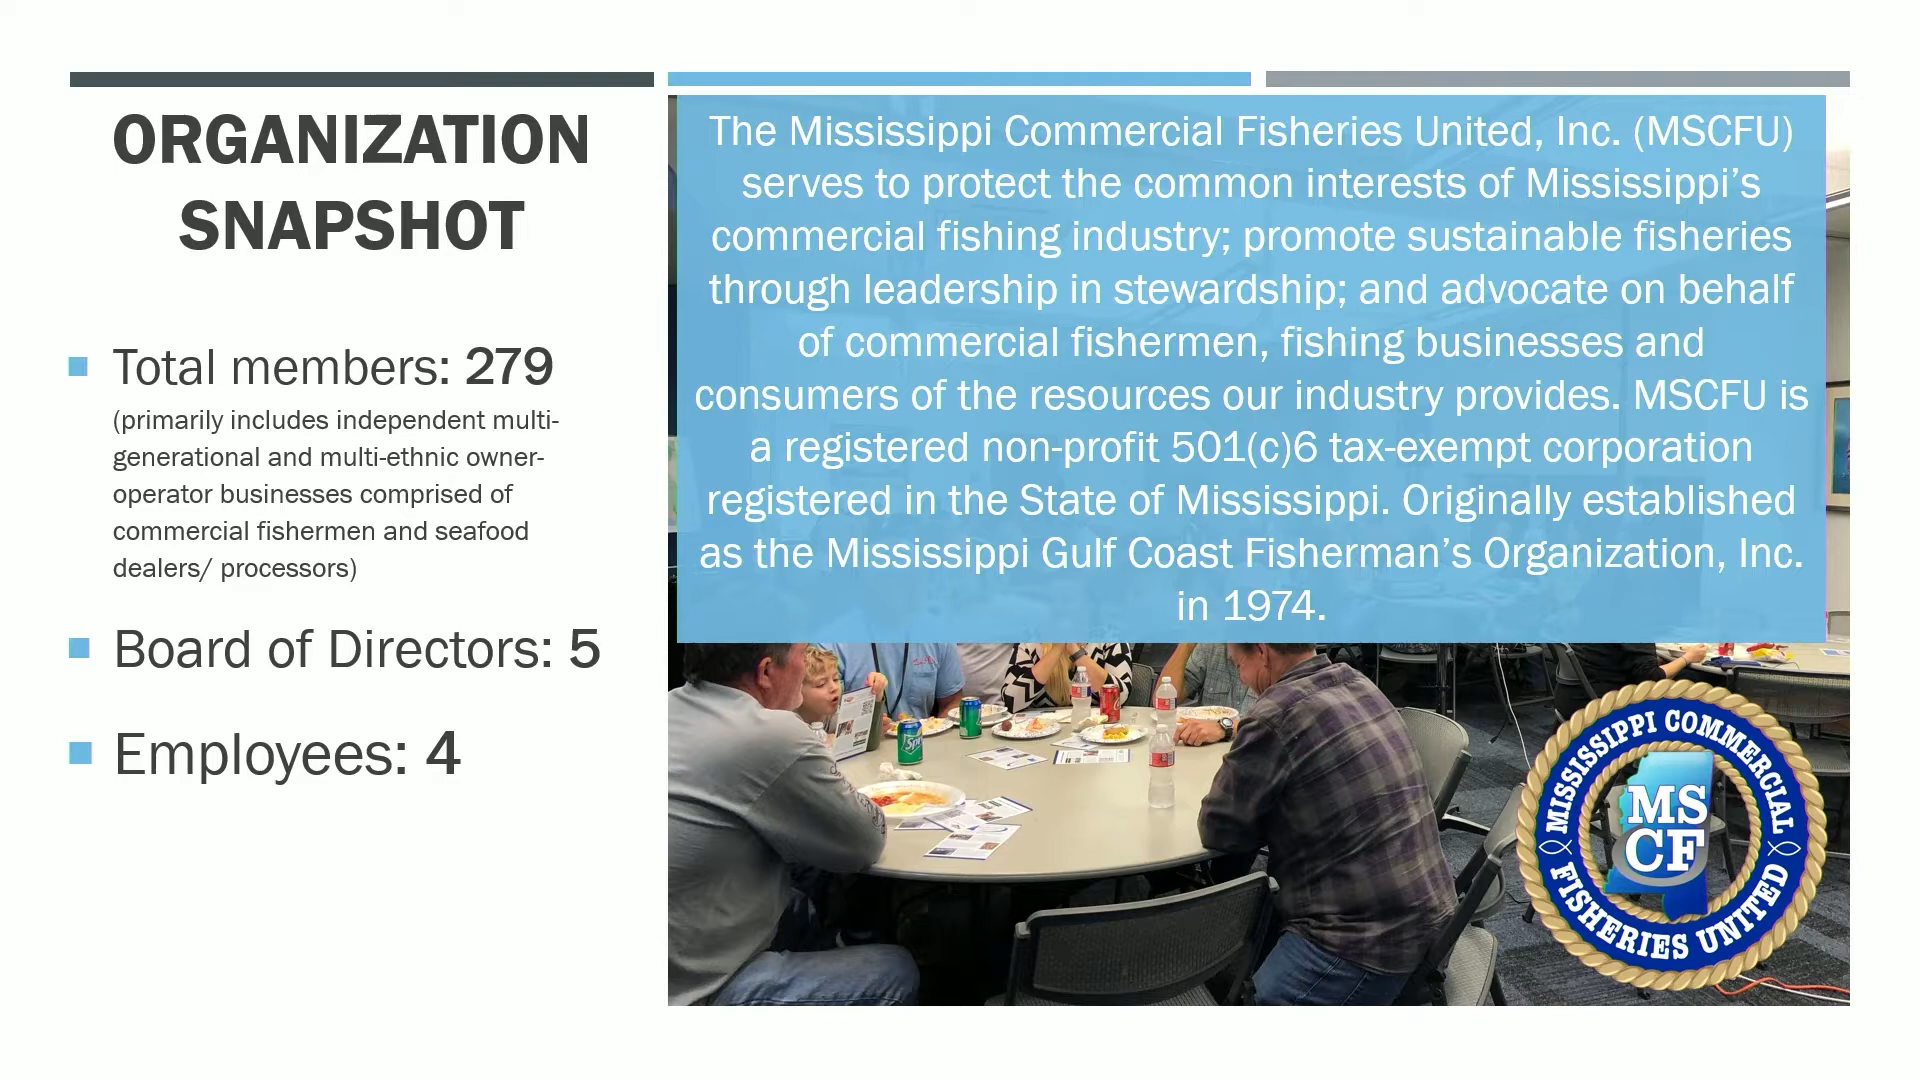 ORGANIZATION
SNAPSHOT
Total members: 279
(primarily includes independent multi-
generational and multi-ethnic owner-
operator businesses comprised of
commercial fishermen and seafood
dealers/ processors)
Board of Directors: 5
Employees: 4
The Mississippi Commercial Fisheries United, Inc. (MSCFU)
serves to protect the common interests of Mississippi’s
commercial fishing industry; promote sustainable fisheries
through leadership in stewardship; and advocate on behalf
of commercial fishermen, fishing businesses and
consumers of the resources our industry provides. MSCFU is
a registered non-profit 501(c)6 tax-exempt corporation
registered in the State of Mississippi. Originally established
as the Mississippi Gulf Coast Fisherman’s Organization, Inc.
in 1974.
MISSISSIPPI COMMERCIAL
MS
CF
FISHERIES UNITED